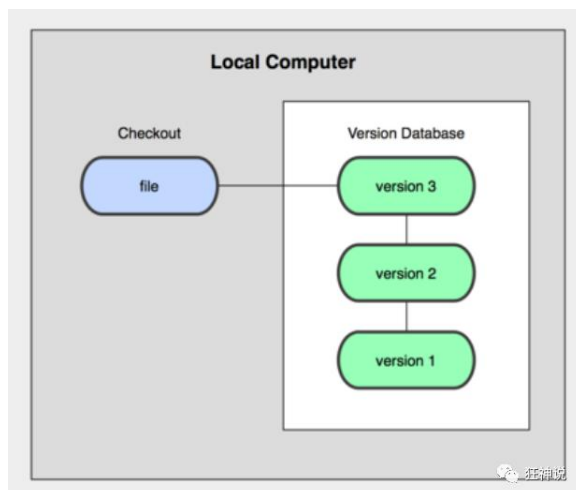 Local Computer
Checkout
Version Database
file
version 3
version 2
version 1
狂神说